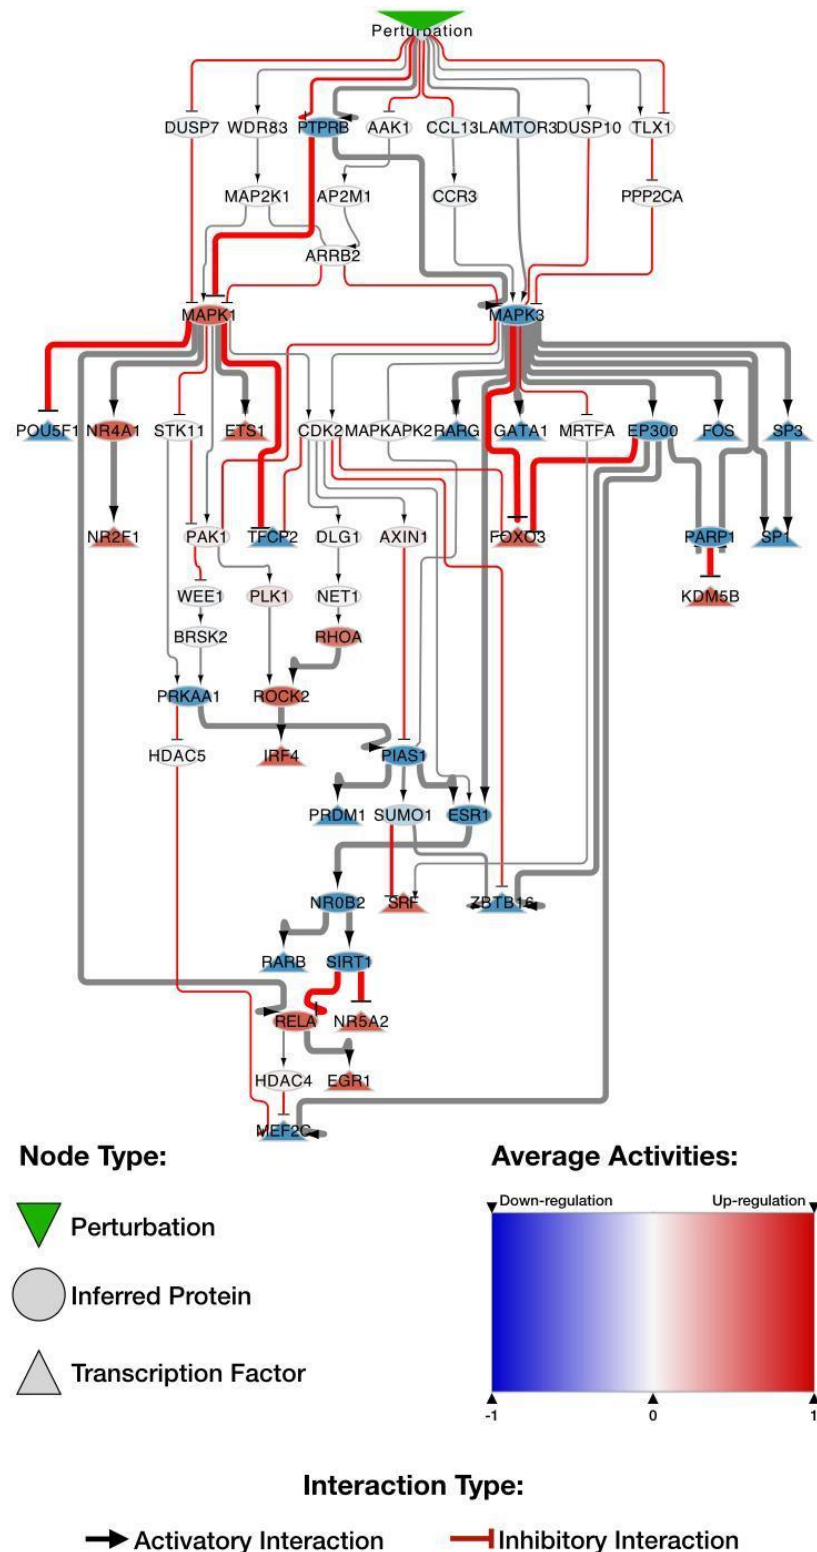 Perturbation
DUSP7 WDR83 PTPRB AAK1 CCL13 LAMTOR3 DUSP10 TLX1
MAP2K1 AP2M1 CCR3 PPP2CA
ARRB2
MAPK1 MAPK3
POU5F1 NR4A1 STK11 ETS1 CDK2 MAPKAPK2 RARG GATA1 MRTFA EP300 FOS SP3
NR2F1 PAK1 TFCP2 DLG1 AXIN1 FOXO3 PARP1 SP1
WEE1 PLK1 NET1 KDM5B
BRSK2 RHOA
PRKAA1 ROCK2
HDAC5 IRF4 PIAS1
PRDM1 SUMO1 ESR1
NR0B2 SRF ZBTB16
RARB SIRT1
RELA NR5A2
HDAC4 EGR1
MEF2C
Node Type: Average Activities:
Down-regulation Up-regulation
Perturbation
Inferred Protein
Transcription Factor
-1 0 1
Interaction Type:
Activatory Interaction Inhibitory Interaction